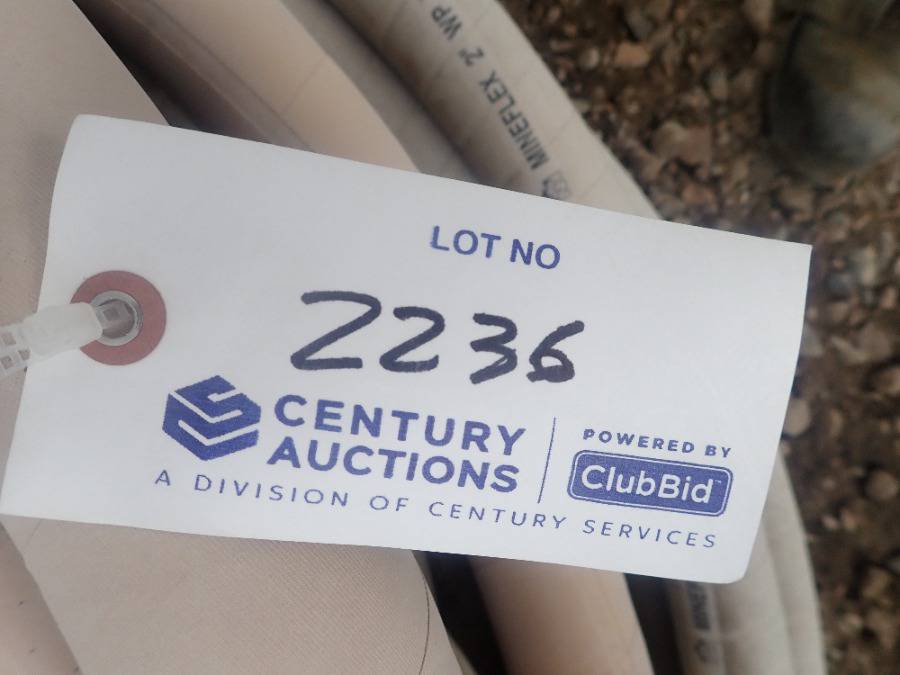 MINEFLEX 2" WP
LOT NO
2236
CENTURY
AUCTIONS
A DIVISION OF CENTURY SERVICES
POWERED BY
ClubBid